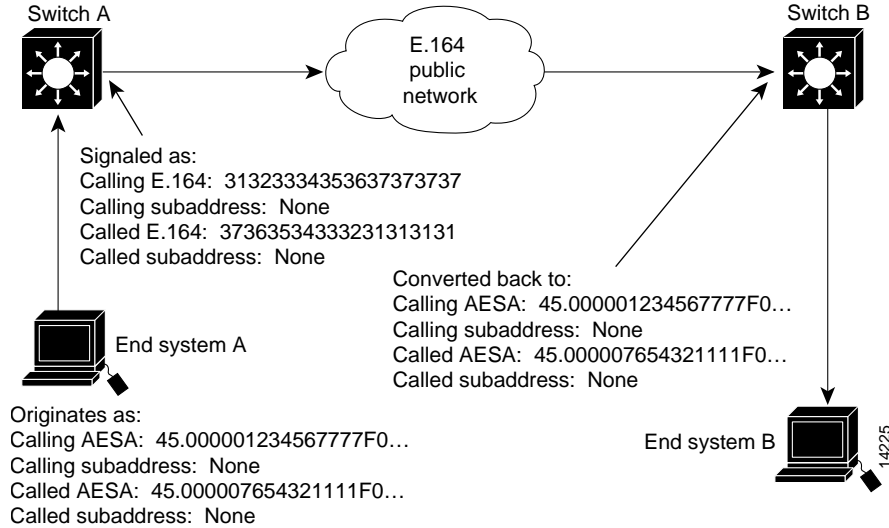 Switch A
Switch B
E.164
public
network
Signaled as:
Calling E.164: 31323334353637373737
Calling subaddress: None
Called E.164: 37363534333231313131
Called subaddress: None
Converted back to:
Calling AESA: 45.000001234567777F0…
Calling subaddress: None
Called AESA: 45.000007654321111F0…
Called subaddress: None
End system A
Originates as:
Calling AESA: 45.000001234567777F0…
Calling subaddress: None
Called AESA: 45.000007654321111F0…
Called subaddress: None
End system B
14225